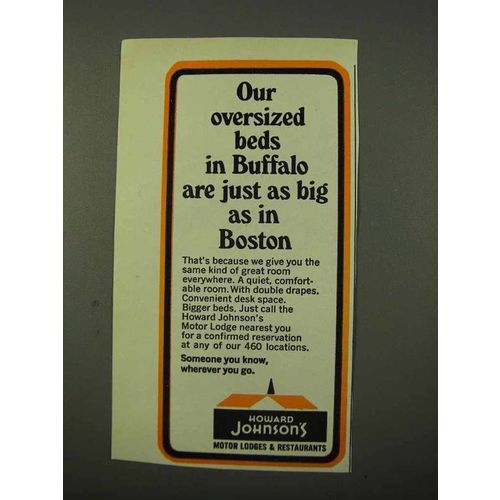 Our
oversized
beds
in Buffalo
are just as big
as in
Boston
That's because we give you the
same kind of great room
everywhere. A quiet, comfort-
able room. With double drapes.
Convenient desk space.
Bigger beds. Just call the
Howard Johnson's
Motor Lodge nearest you
for a confirmed reservation
at any of our 460 locations.
Someone you know,
wherever you go.
HOWARD
JOHNSON'S
MOTOR LODGES & RESTAURANTS